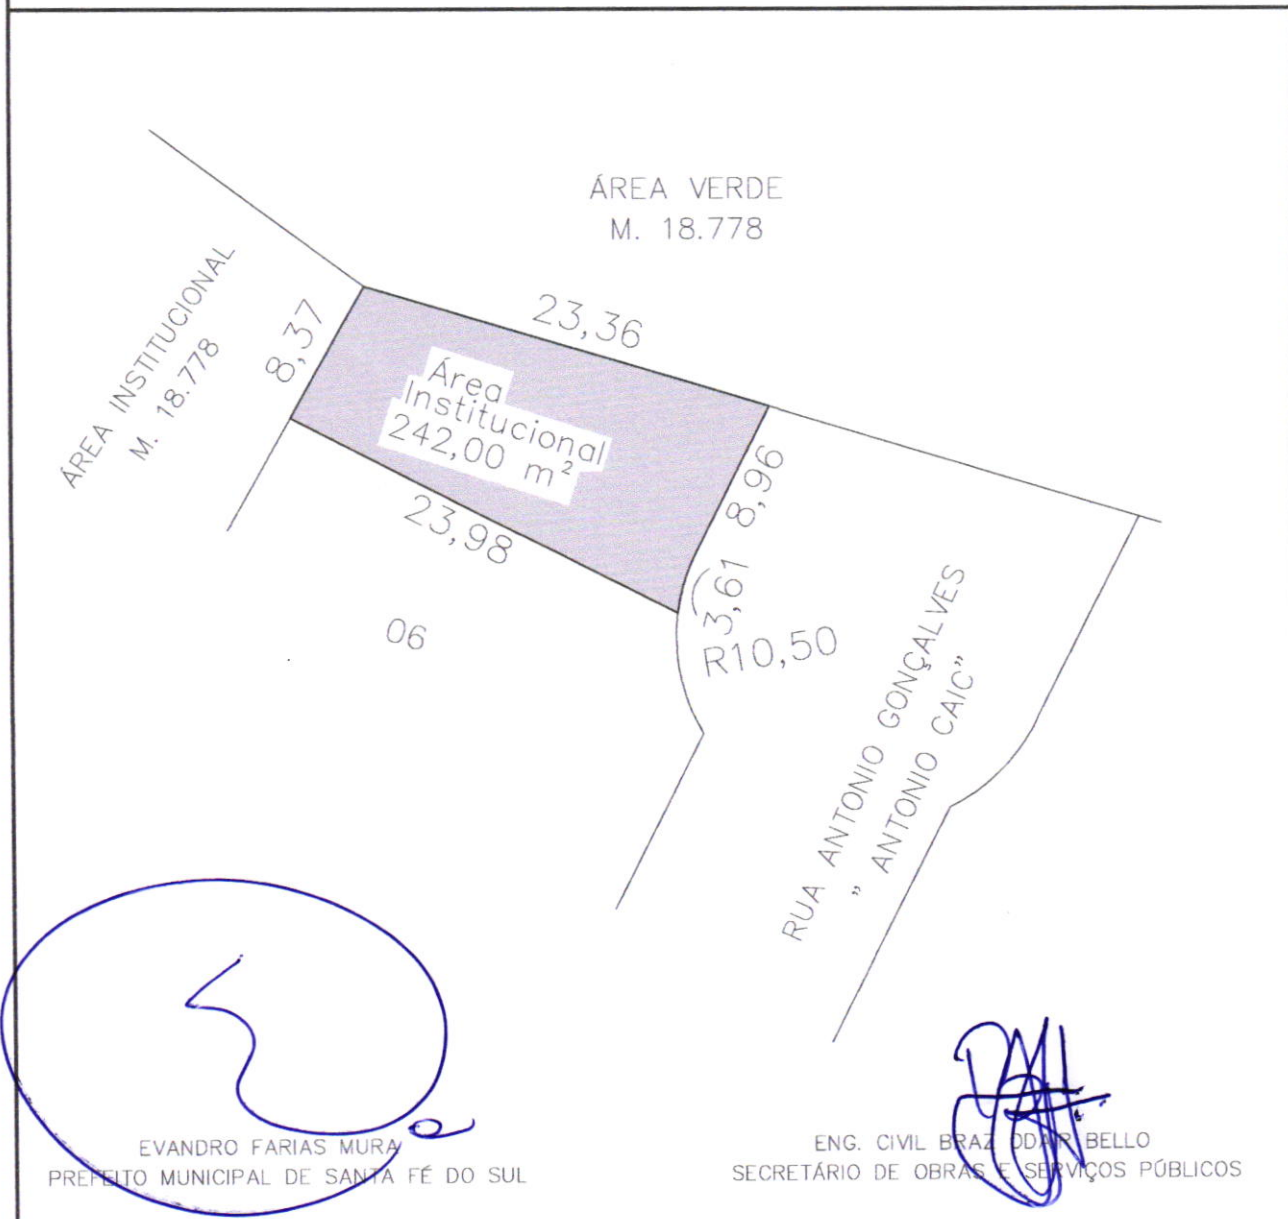 ÁREA VERDE
M. 18.778
ÁREA INSTITUCIONAL
M. 18.778
8,37
23,36
Área
Institucional
242,00 m²
23,98
8,96
3,61
R10,50
06
RUA ANTONIO GONÇALVES
" ANTONIO CAIC"
EVANDRO FARIAS MURA
PREFEITO MUNICIPAL DE SANTA FÉ DO SUL
ENG. CIVIL BRAZ ODAIR BELLO
SECRETÁRIO DE OBRAS E SERVIÇOS PÚBLICOS